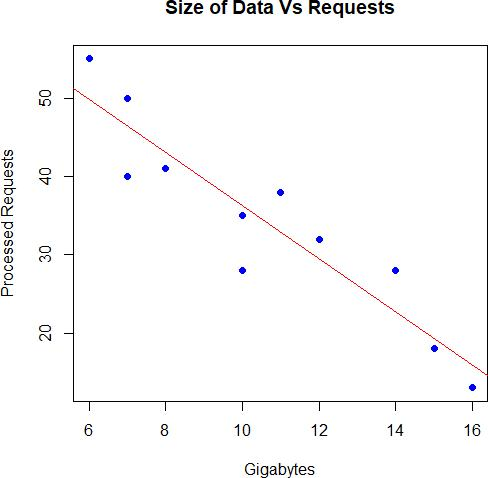 Size of Data Vs Requests
Processed Requests
50
40
30
20
6 8 10 12 14 16
Gigabytes